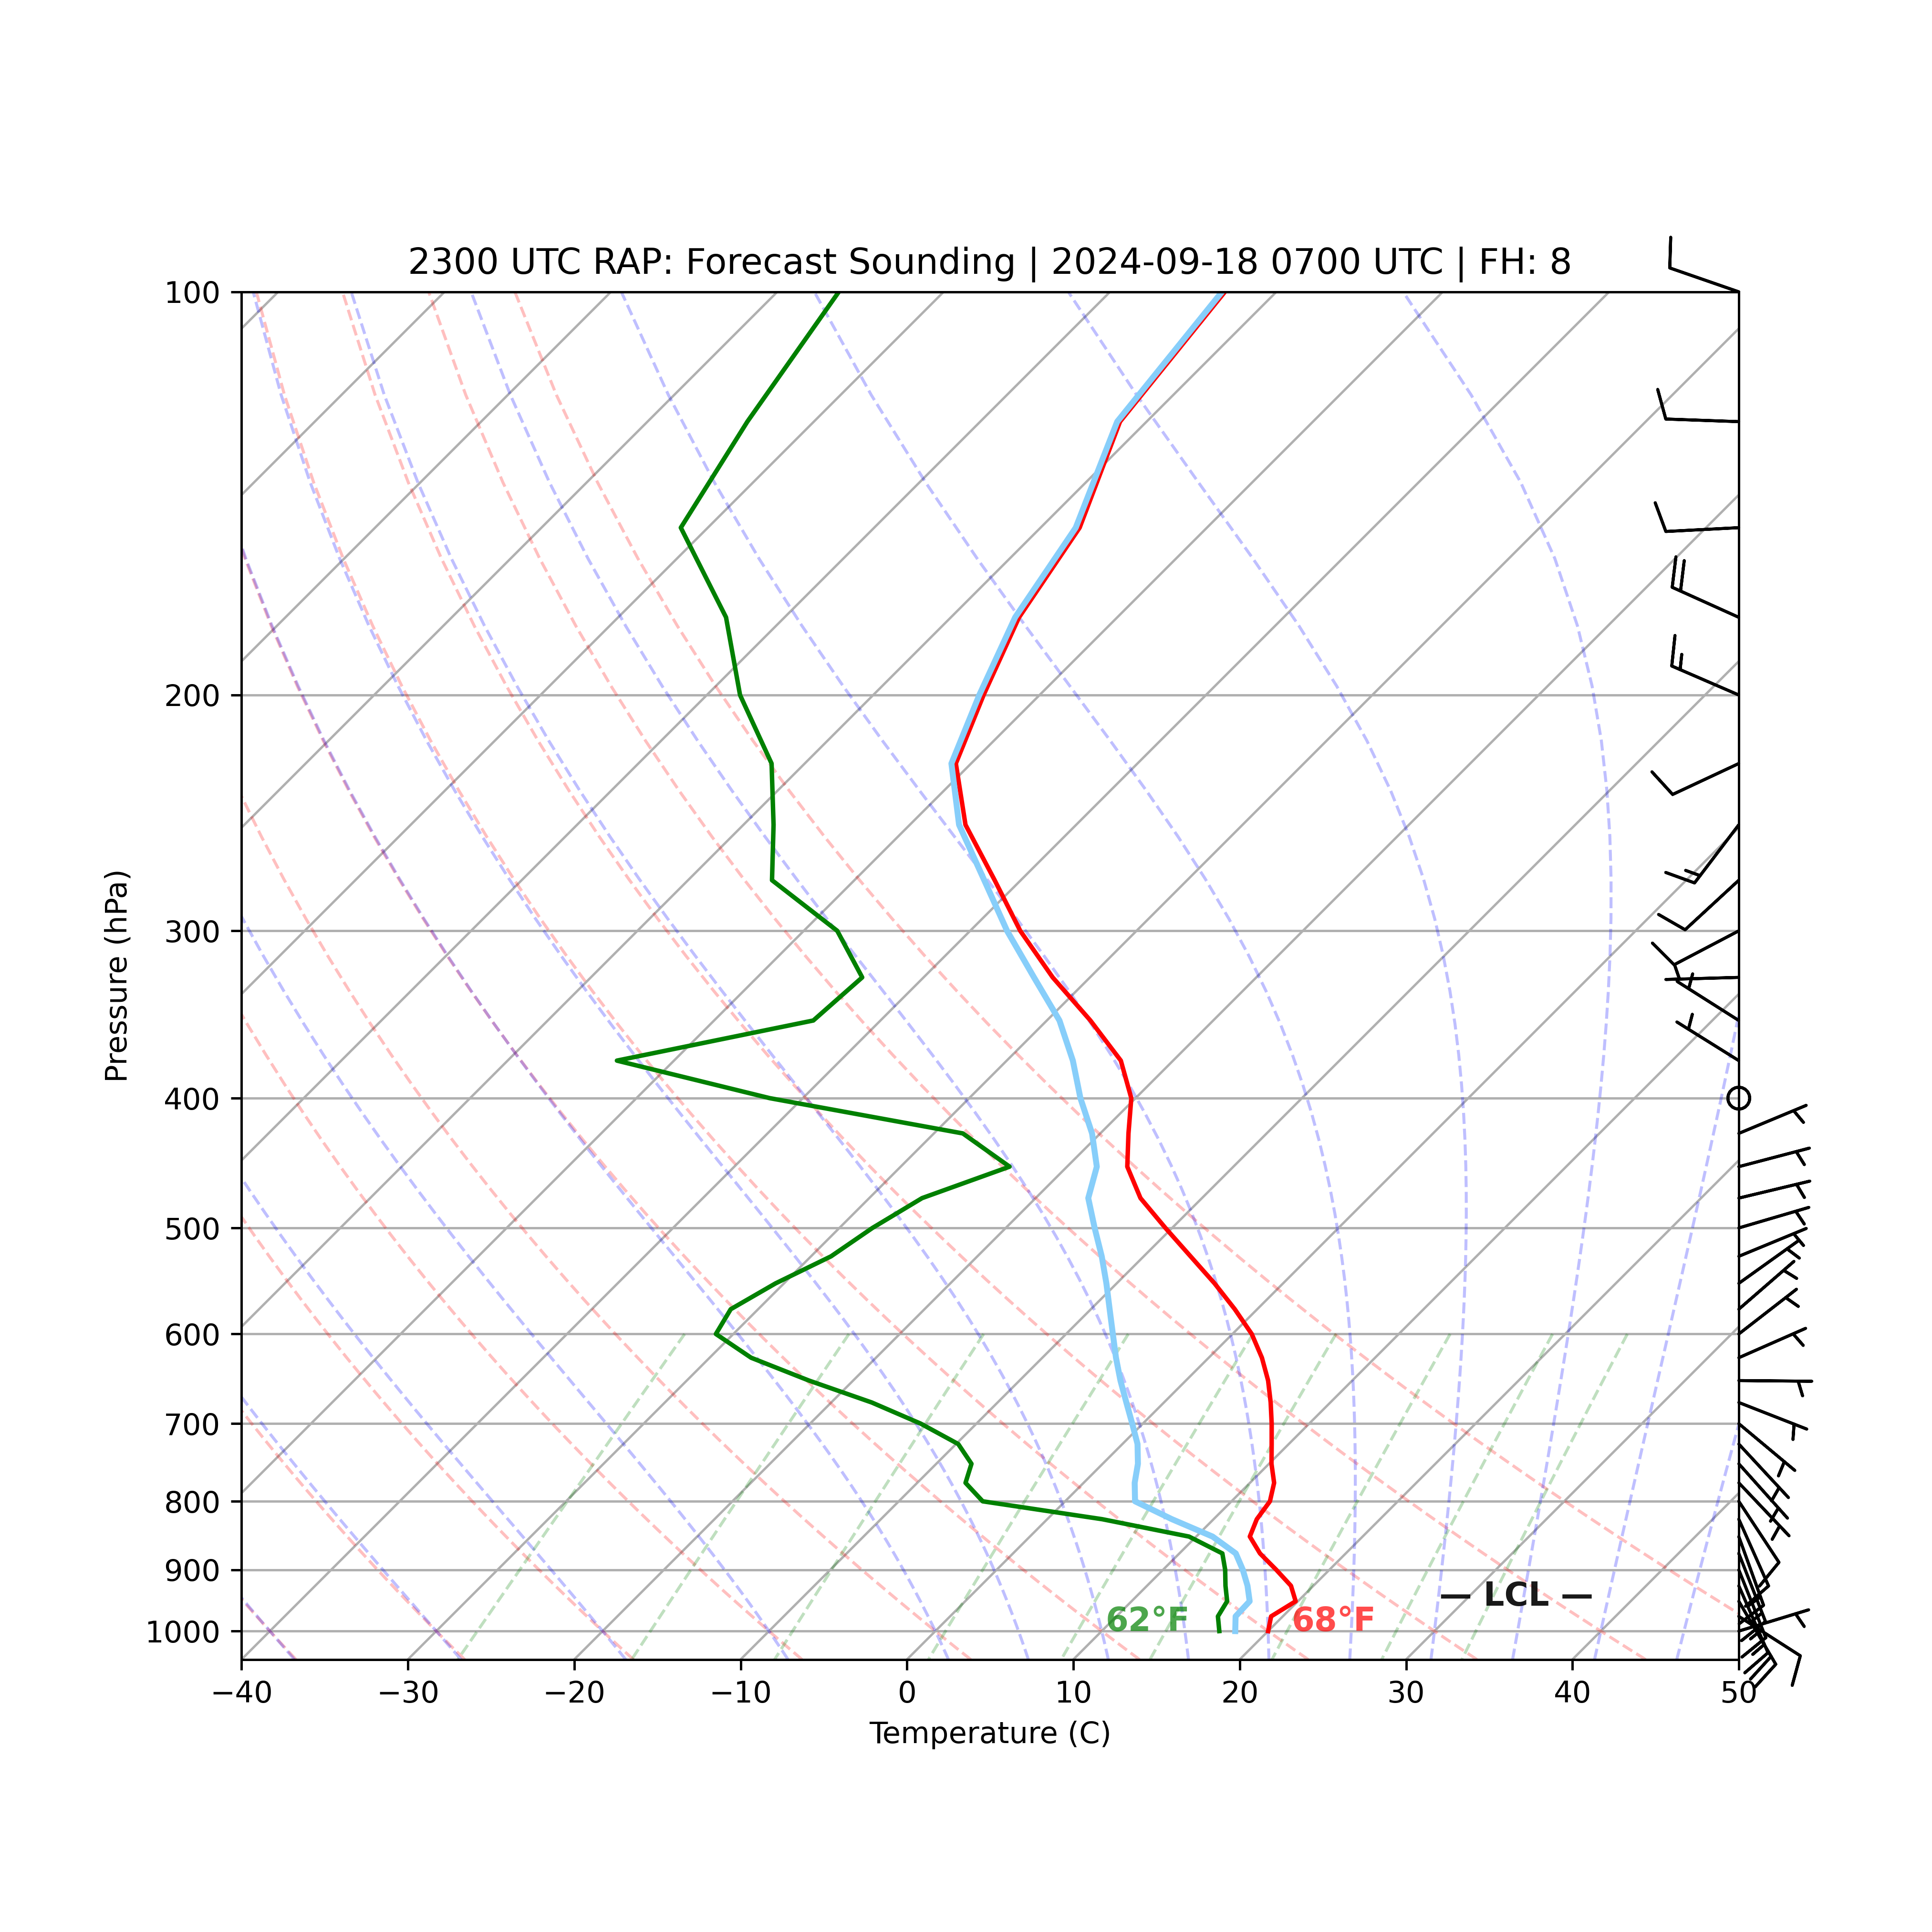 2300 UTC RAP: Forecast Sounding | 2024-09-18 0700 UTC | FH: 8
100
200
300
400
500
600
700
800
900
1000
Pressure (hPa)
— LCL —
62°F
68°F
−40 −30 −20 −10 0 10 20 30 40 50
Temperature (C)